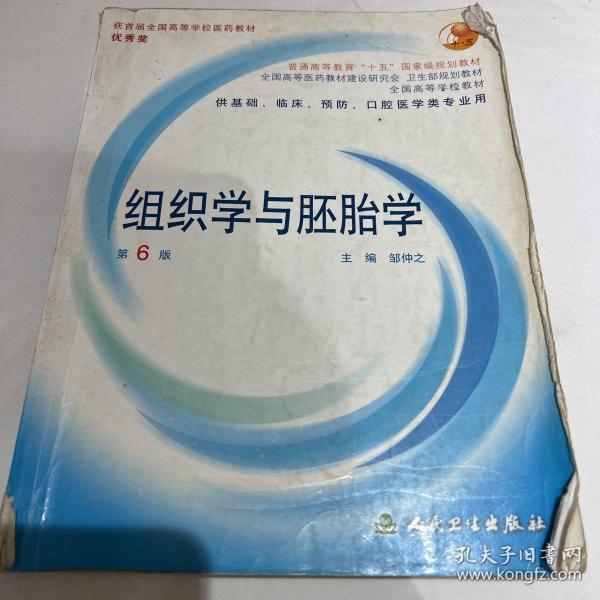 获首届全国高等学校医药教材
优秀奖
十·五
普通高等教育“十五”国家级规划教材
全国高等医药教材建设研究会 卫生部规划教材
全国高等学校教材
供基础、临床、预防、口腔医学类专业用
组织学与胚胎学
第6版
主编 邹仲之
人民卫生出版社
孔夫子旧书网
www.kongfz.com